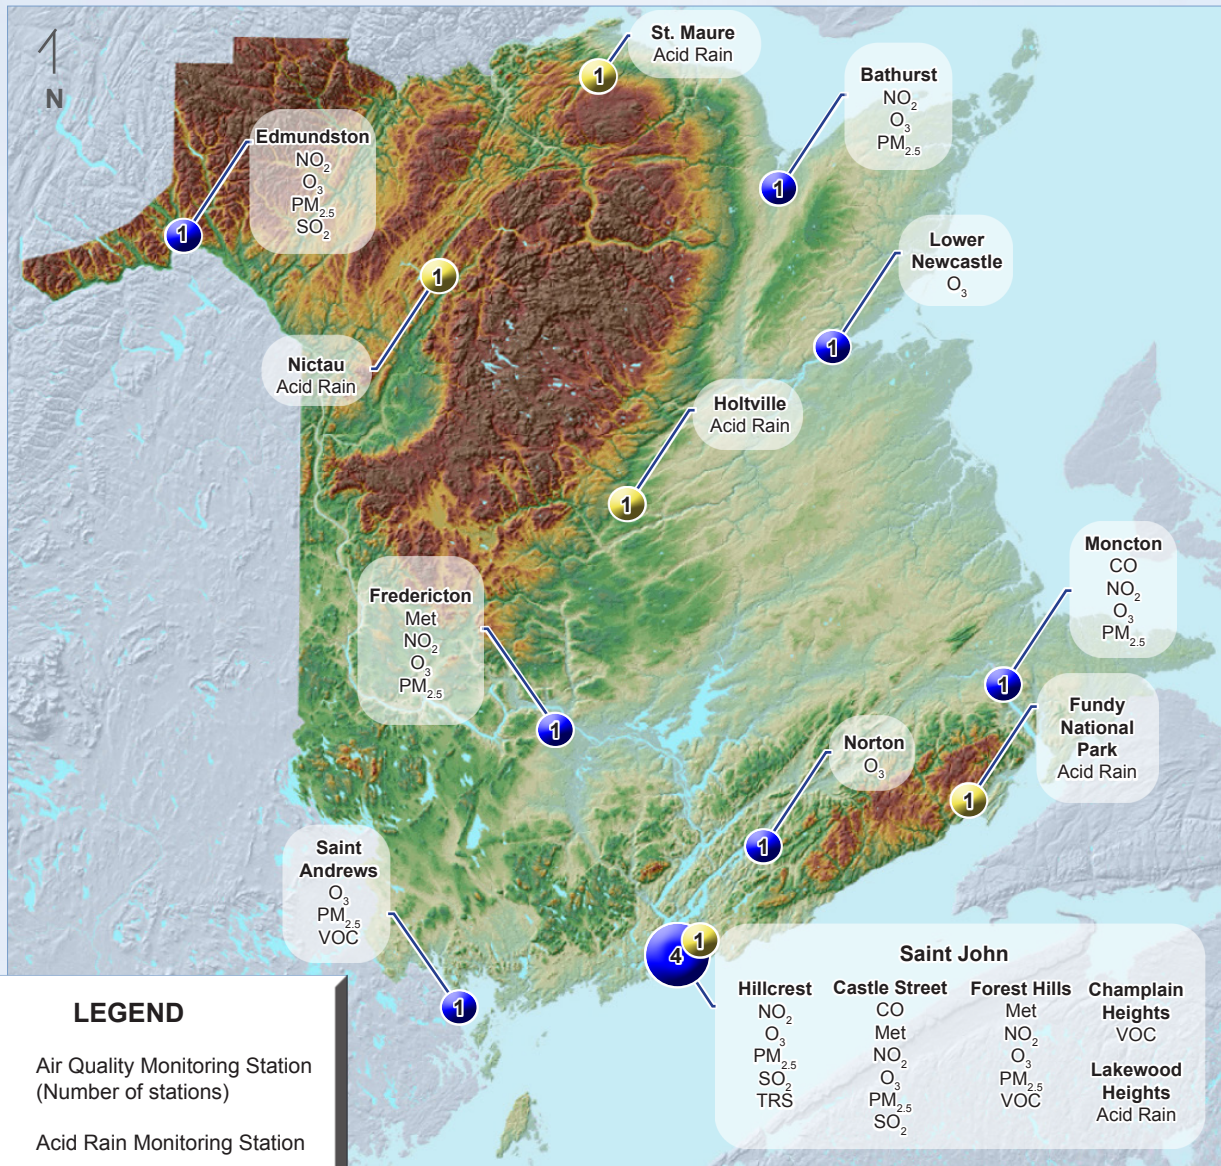 N
St. Maure
Acid Rain
1
Bathurst
NO2
O3
PM2.5
1
Edmundston
NO2
O3
PM2.5
SO2
1
Lower
Newcastle
O3
1
1
Nictau
Acid Rain
Holtville
Acid Rain
1
Moncton
CO
NO2
O3
PM2.5
1
Fredericton
Met
NO2
O3
PM2.5
1
Fundy
National
Park
Acid Rain
1
Norton
O3
1
Saint
Andrews
O3
PM2.5
VOC
1
4
1
Saint John
Hillcrest
NO2
O3
PM2.5
SO2
TRS
Castle Street
CO
Met
NO2
O3
PM2.5
SO2
Forest Hills
Met
NO2
O3
PM2.5
VOC
Champlain
Heights
VOC
Lakewood
Heights
Acid Rain
LEGEND
Air Quality Monitoring Station
(Number of stations)
Acid Rain Monitoring Station